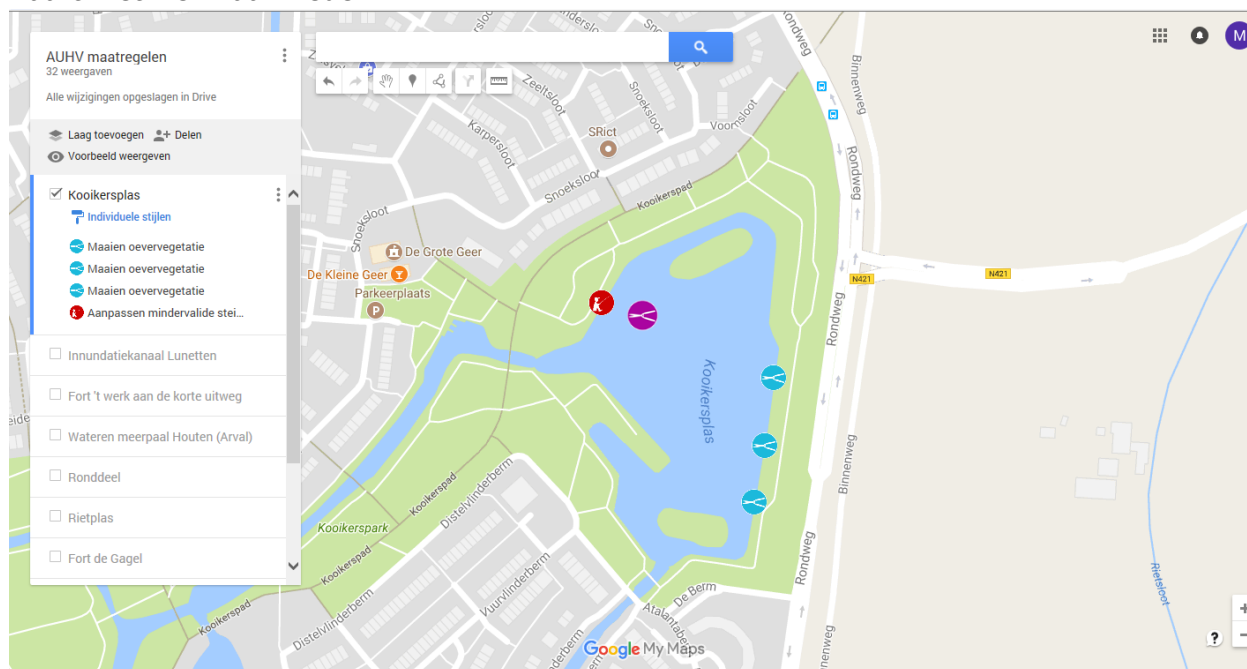 AUHV maatregelen
32 weergaven
Alle wijzigingen opgeslagen in Drive
Laag toevoegen
Delen
Voorbeeld weergeven
Kooikersplas
Individuele stijlen
Maaien oevervegetatie
Maaien oevervegetatie
Maaien oevervegetatie
Aanpassen mindervalide stei...
Innundatiekanaal Lunetten
Fort 't werk aan de korte uitweg
Wateren meerpaal Houten (Arval)
Ronddeel
Rietplas
Fort de Gagel
M
Zeeltsloot
Snoeksloot
Karpersloot
Voornsloot
SRict
Snoeksloot
Kooikerspad
Snoeksloot
De Grote Geer
De Kleine Geer
Parkeerplaats
P
Rondweg
Binnenweg
Rondweg
N421
N421
Rondweg
Kooikersplas
Binnenweg
Kooikerspad
Distelvlinderberm
Kooikerspark
Kooikerspad
Vuurvlinderberm
Rondweg
De Berm
Atalantaberm
Rietsloot
Kooikerspad
Distelvlinderberm
Binnenweg
Google My Maps
+
?
−